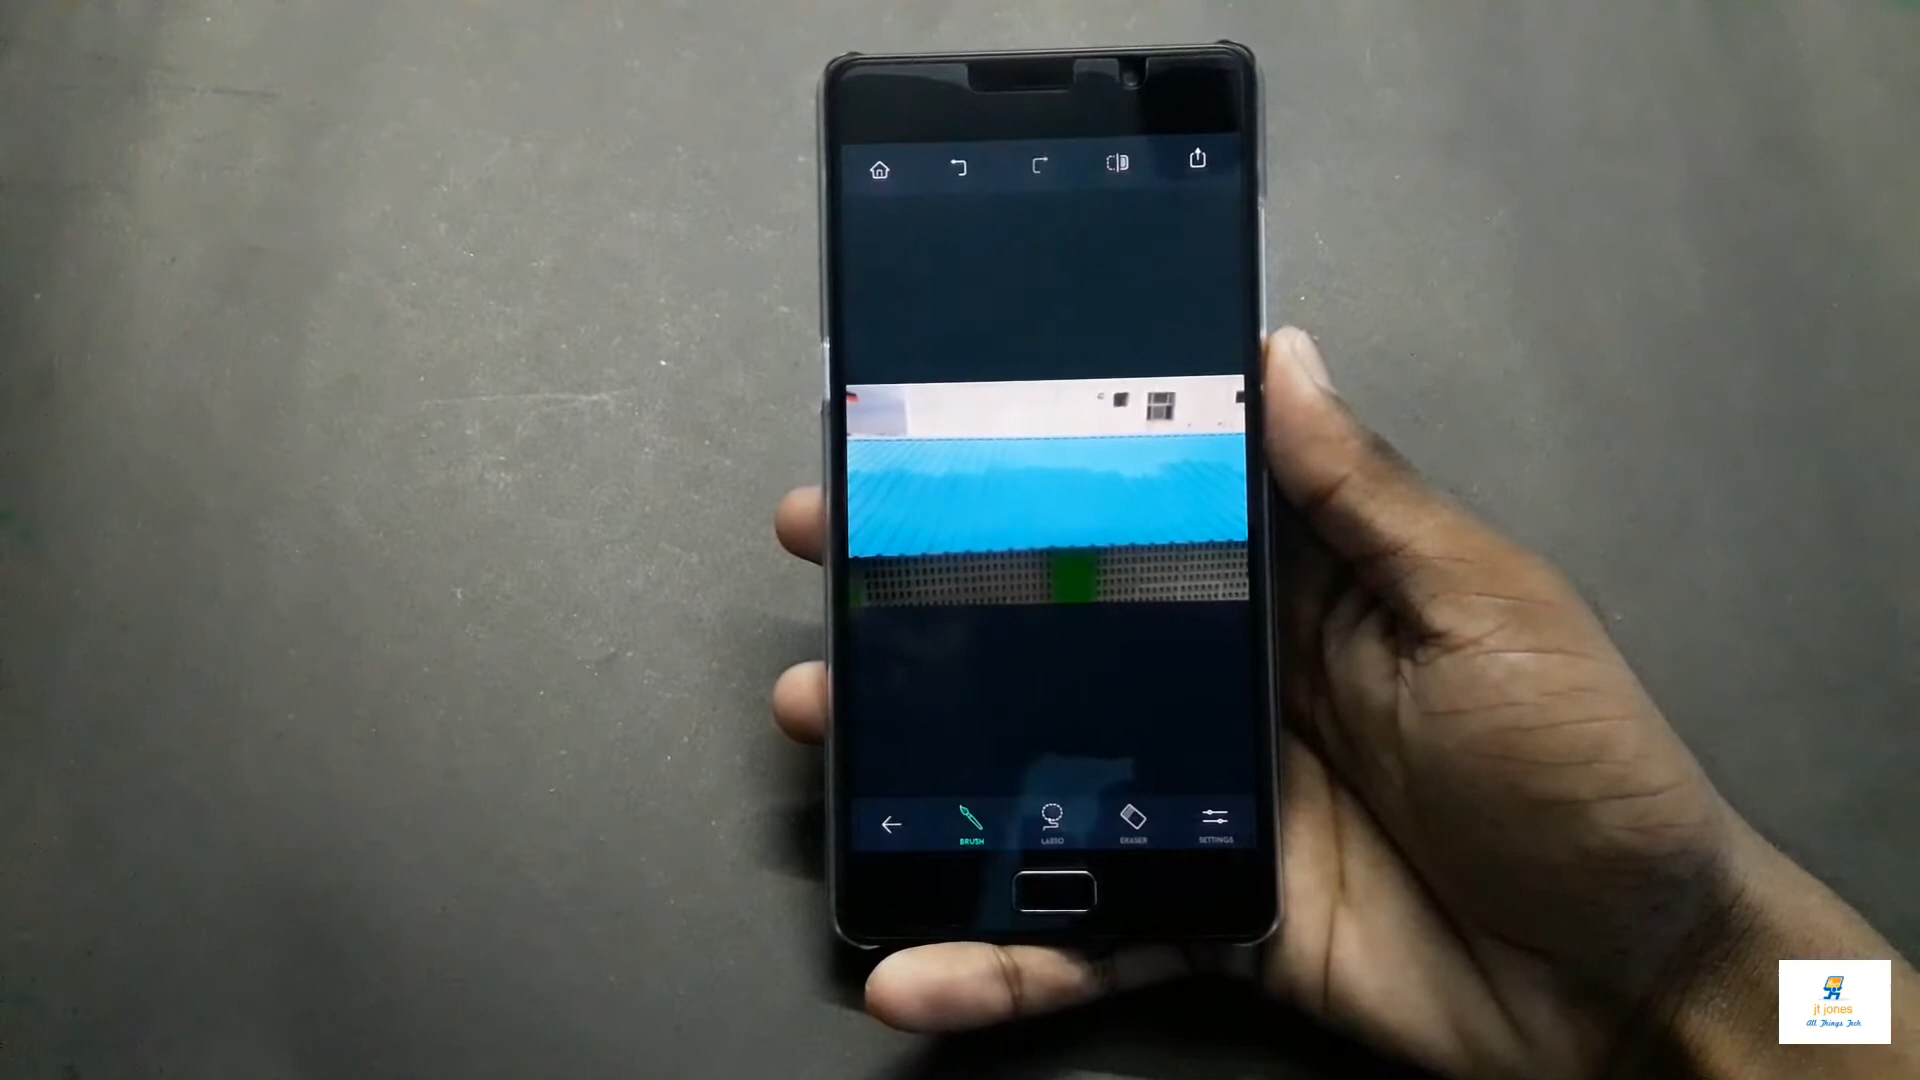 BRUSH
LASSO
ERASER
SETTINGS
jt jones
All Things Tech